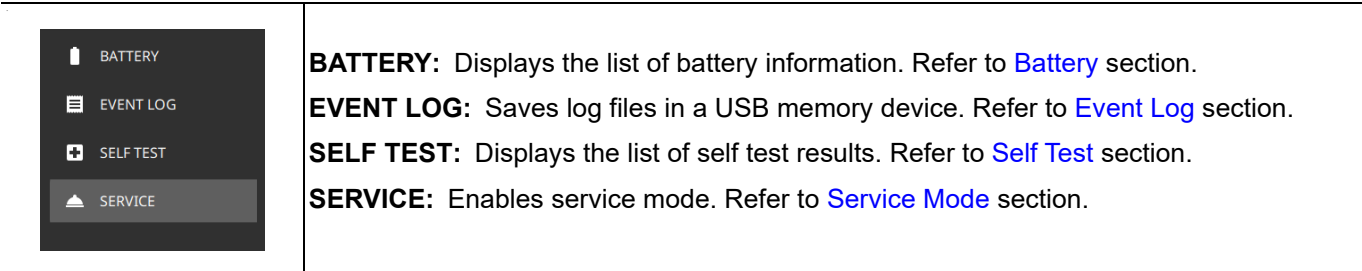 BATTERY
EVENT LOG
SELF TEST
SERVICE
BATTERY: Displays the list of battery information. Refer to Battery section.
EVENT LOG: Saves log files in a USB memory device. Refer to Event Log section.
SELF TEST: Displays the list of self test results. Refer to Self Test section.
SERVICE: Enables service mode. Refer to Service Mode section.